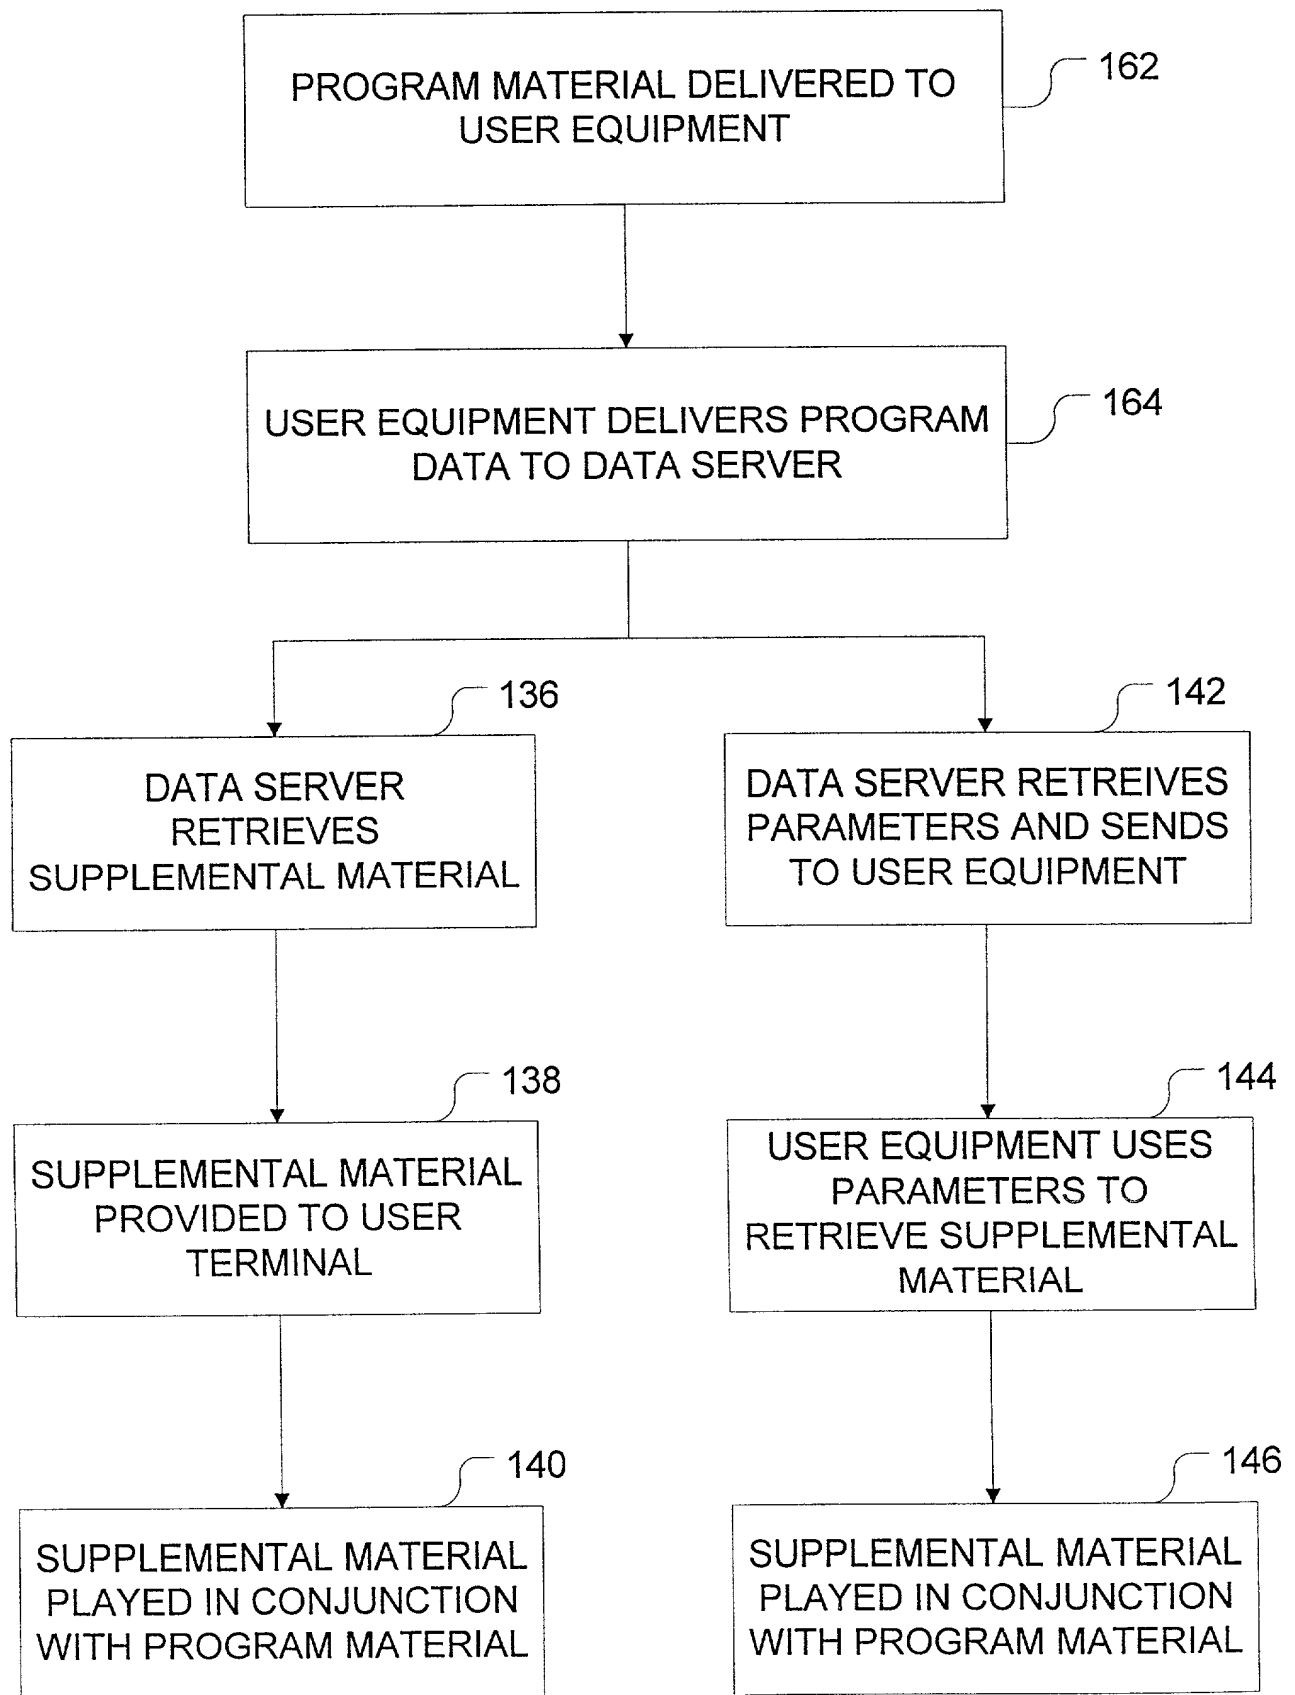 PROGRAM MATERIAL DELIVERED TO
USER EQUIPMENT
162
USER EQUIPMENT DELIVERS PROGRAM
DATA TO DATA SERVER
164
136
DATA SERVER
RETRIEVES
SUPPLEMENTAL MATERIAL
142
DATA SERVER RETREIVES
PARAMETERS AND SENDS
TO USER EQUIPMENT
138
SUPPLEMENTAL MATERIAL
PROVIDED TO USER
TERMINAL
144
USER EQUIPMENT USES
PARAMETERS TO
RETRIEVE SUPPLEMENTAL
MATERIAL
140
SUPPLEMENTAL MATERIAL
PLAYED IN CONJUNCTION
WITH PROGRAM MATERIAL
146
SUPPLEMENTAL MATERIAL
PLAYED IN CONJUNCTION
WITH PROGRAM MATERIAL